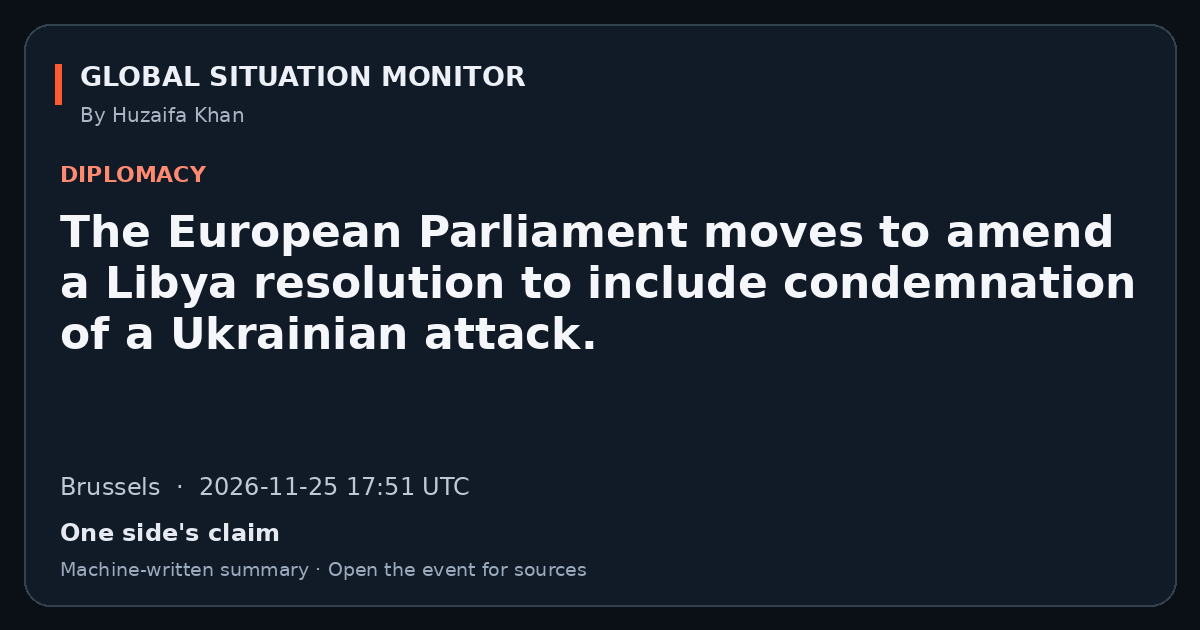 GLOBAL SITUATION MONITOR
By Huzaifa Khan
DIPLOMACY
The European Parliament moves to amend
a Libya resolution to include condemnation
of a Ukrainian attack.
Brussels · 2026-11-25 17:51 UTC
One side's claim
Machine-written summary · Open the event for sources